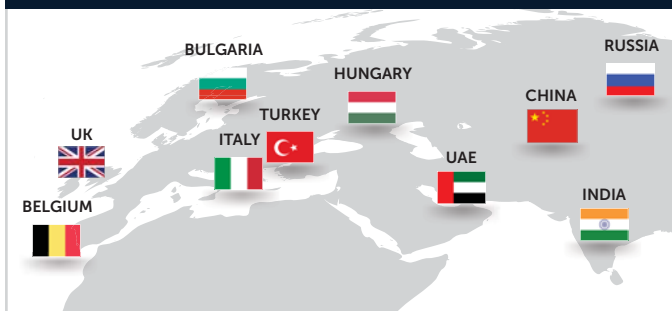 RUSSIA
BULGARIA
HUNGARY
CHINA
TURKEY
UK
ITALY
UAE
INDIA
BELGIUM